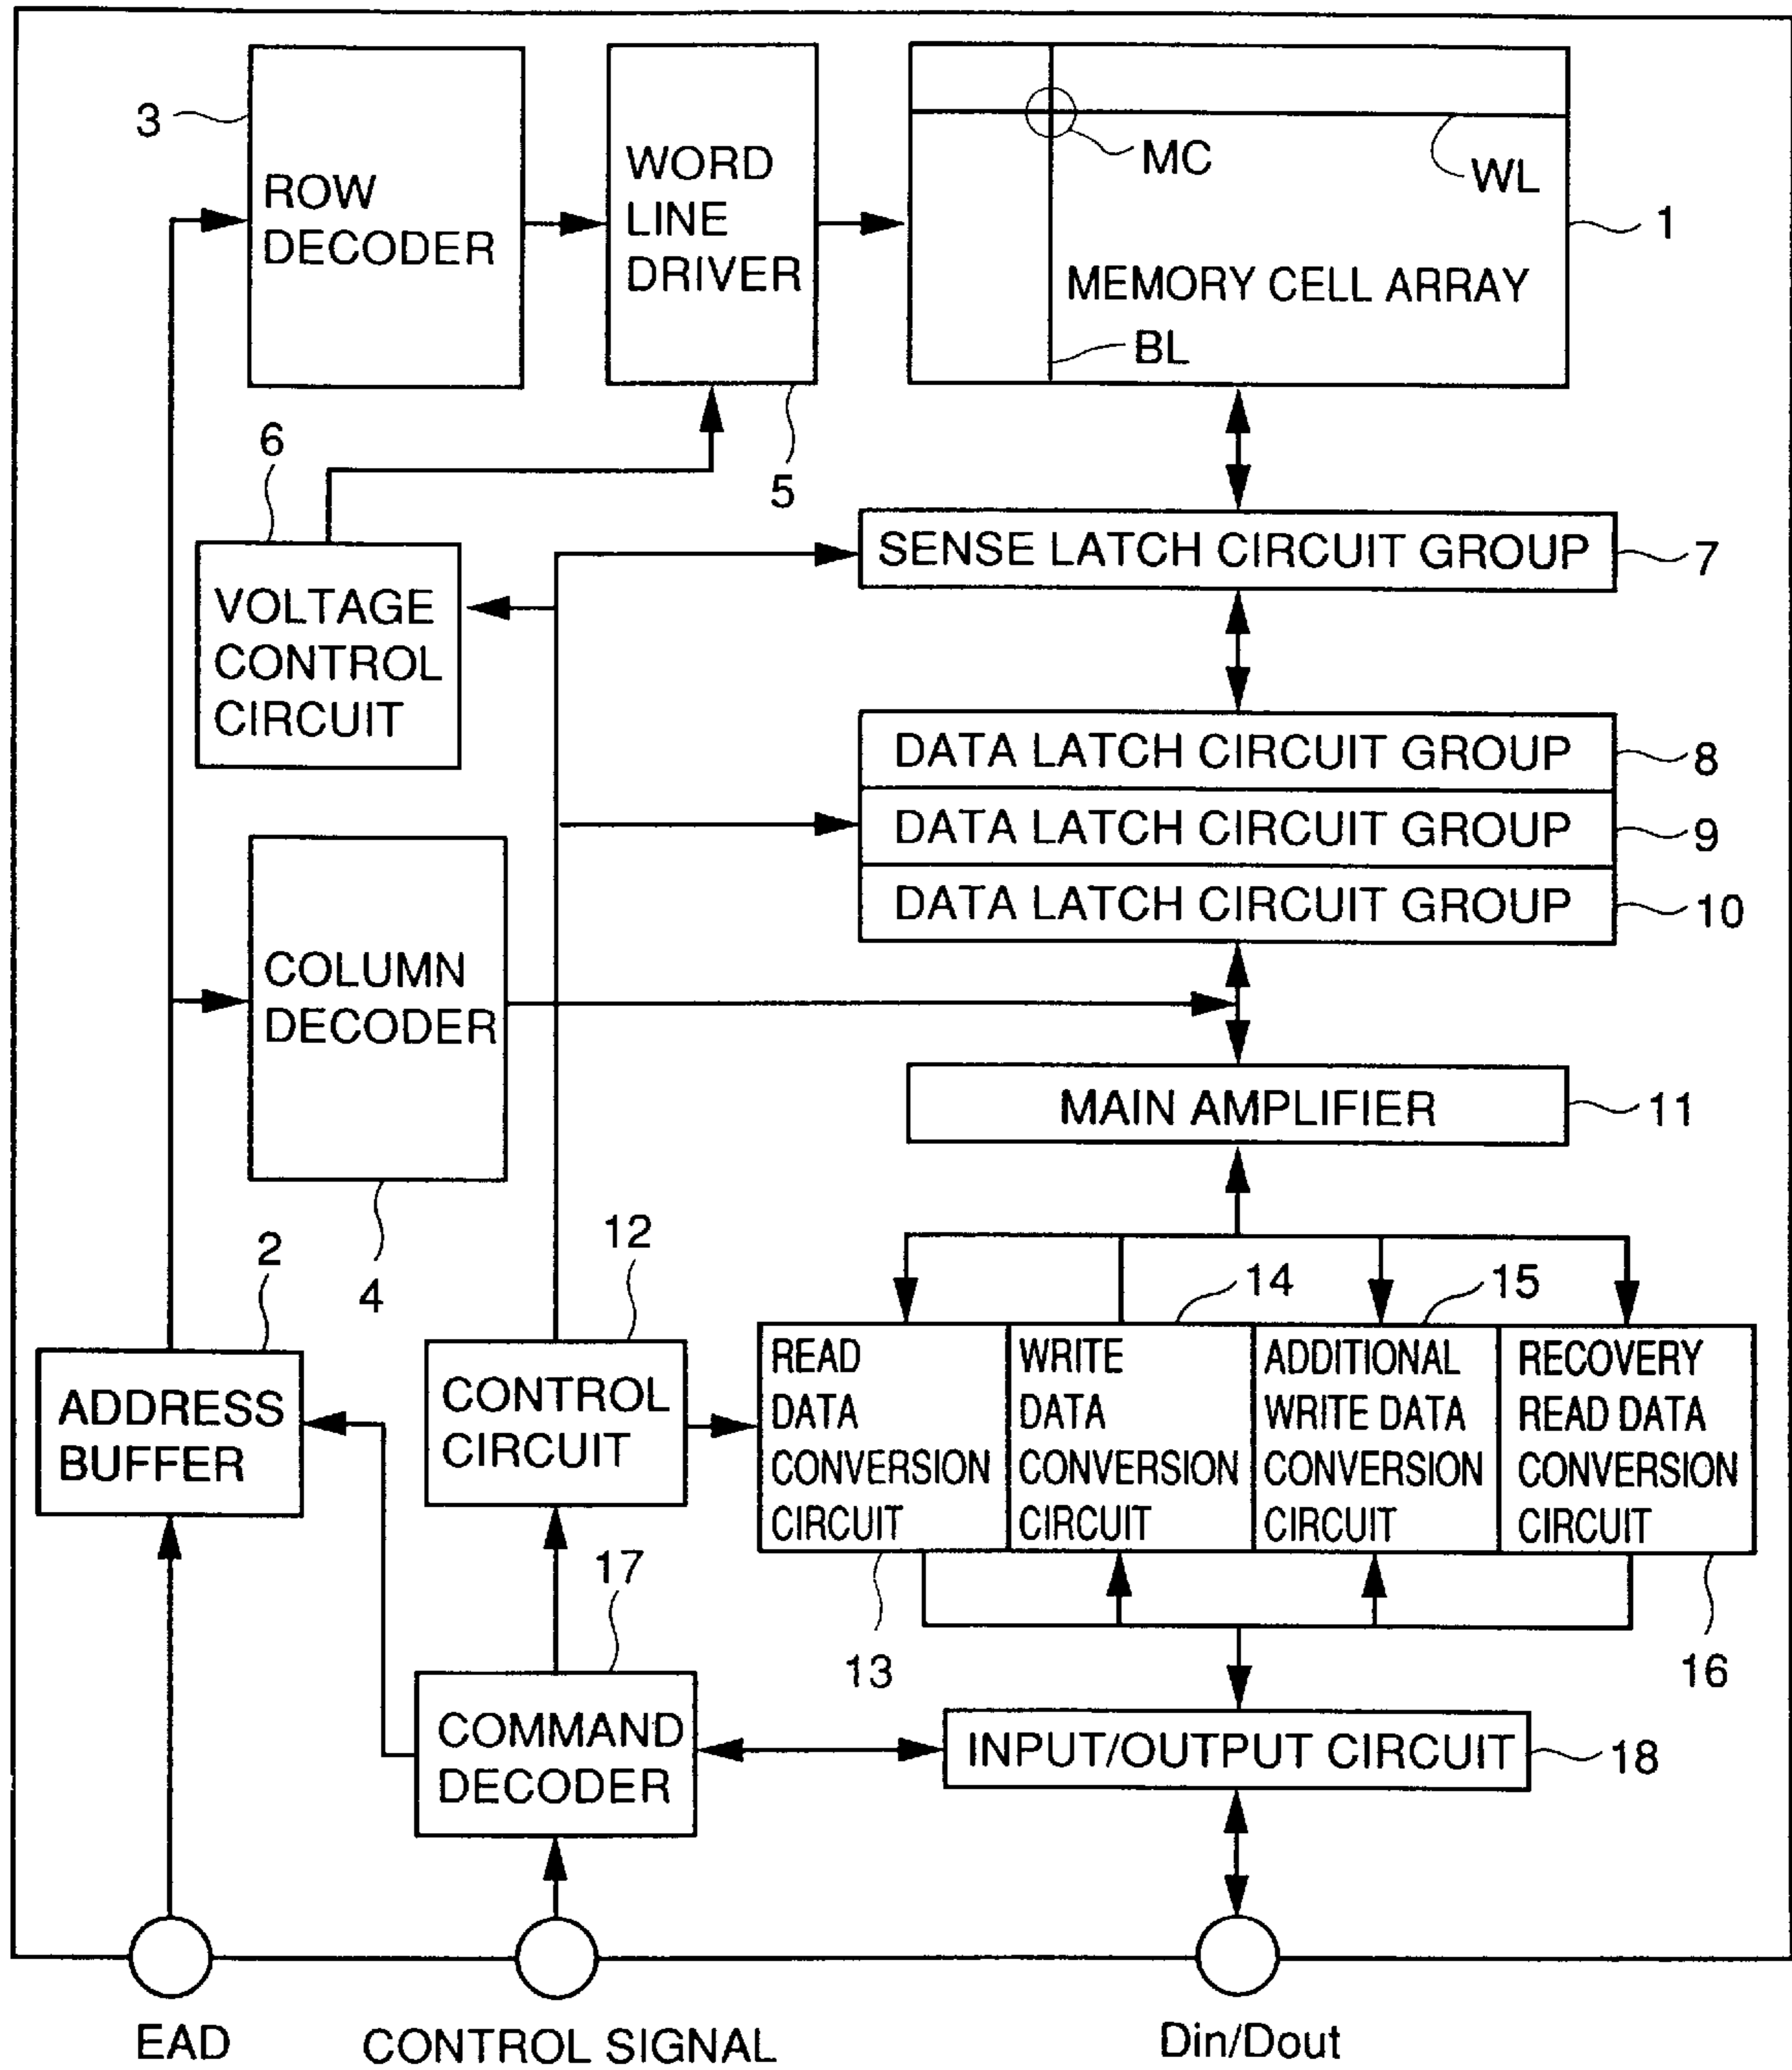 3
ROW
DECODER
WORD
LINE
DRIVER
5
MC
WL
1
MEMORY CELL ARRAY
BL
6
VOLTAGE
CONTROL
CIRCUIT
SENSE LATCH CIRCUIT GROUP
7
DATA LATCH CIRCUIT GROUP
8
DATA LATCH CIRCUIT GROUP
9
DATA LATCH CIRCUIT GROUP
10
COLUMN
DECODER
4
MAIN AMPLIFIER
11
2
ADDRESS
BUFFER
12
CONTROL
CIRCUIT
14
15
READ
DATA
CONVERSION
CIRCUIT
WRITE
DATA
CONVERSION
CIRCUIT
ADDITIONAL
WRITE DATA
CONVERSION
CIRCUIT
RECOVERY
READ DATA
CONVERSION
CIRCUIT
13
16
17
COMMAND
DECODER
INPUT/OUTPUT CIRCUIT
18
EAD
CONTROL SIGNAL
Din/Dout